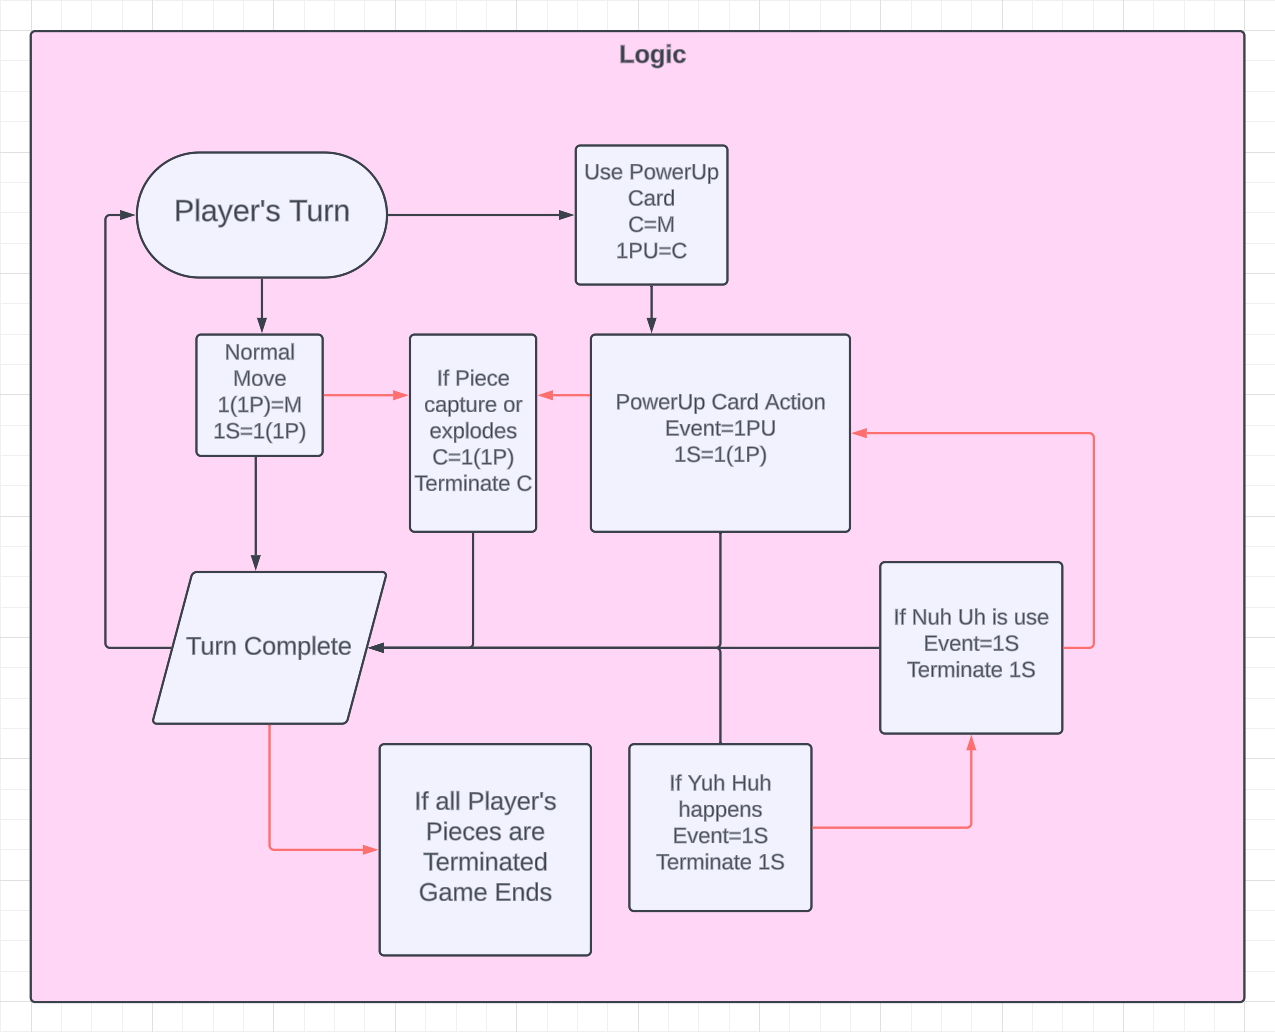 Logic
Player's Turn
Use PowerUp
Card
C=M
1PU=C
Normal
Move
1(1P)=M
1S=1(1P)
If Piece
capture or
explodes
C=1(1P)
Terminate C
PowerUp Card Action
Event=1PU
1S=1(1P)
Turn Complete
If Nuh Uh is use
Event=1S
Terminate 1S
If all Player's
Pieces are
Terminated
Game Ends
If Yuh Huh
happens
Event=1S
Terminate 1S